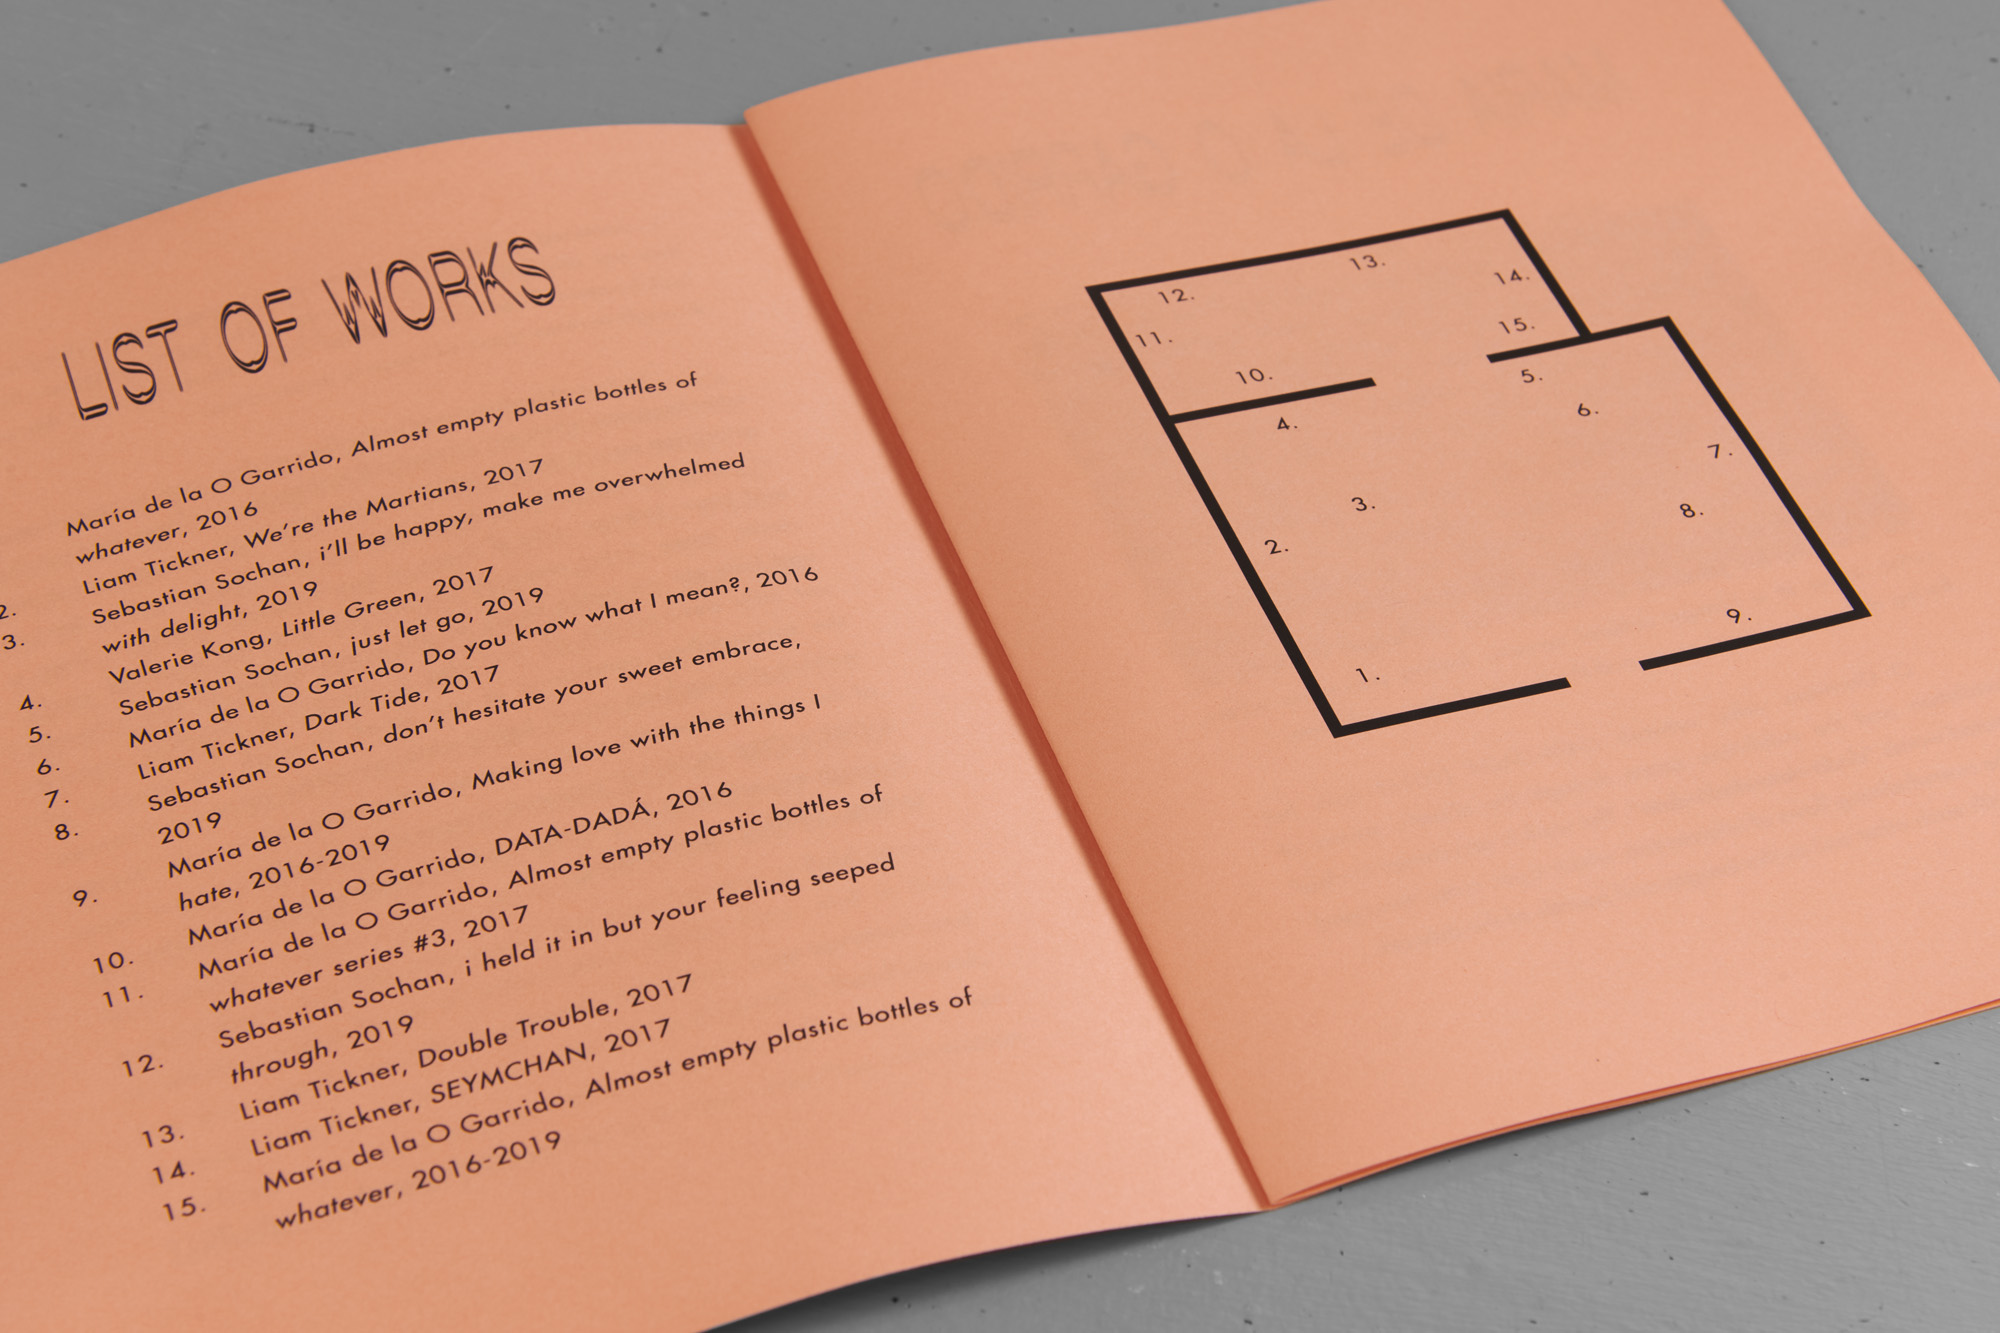 LIST OF WORKS
María de la O Garrido, Almost empty plastic bottles of
whatever, 2016
2. Liam Tickner, We're the Martians, 2017
3. Sebastian Sochan, i'll be happy, make me overwhelmed
with delight, 2019
4. Valerie Kong, Little Green, 2017
5. Sebastian Sochan, just let go, 2019
6. María de la O Garrido, Do you know what I mean?, 2016
7. Liam Tickner, Dark Tide, 2017
8. Sebastian Sochan, don't hesitate your sweet embrace,
2019
9. María de la O Garrido, Making love with the things I
hate, 2016-2019
10. María de la O Garrido, DATA-DADÁ, 2016
11. María de la O Garrido, Almost empty plastic bottles of
whatever series #3, 2017
12. Sebastian Sochan, i held it in but your feeling seeped
through, 2019
13. Liam Tickner, Double Trouble, 2017
14. Liam Tickner, SEYMCHAN, 2017
15. María de la O Garrido, Almost empty plastic bottles of
whatever, 2016-2019
13.
12.
14.
11.
15.
10.
5.
4.
6.
7.
3.
8.
2.
9.
1.